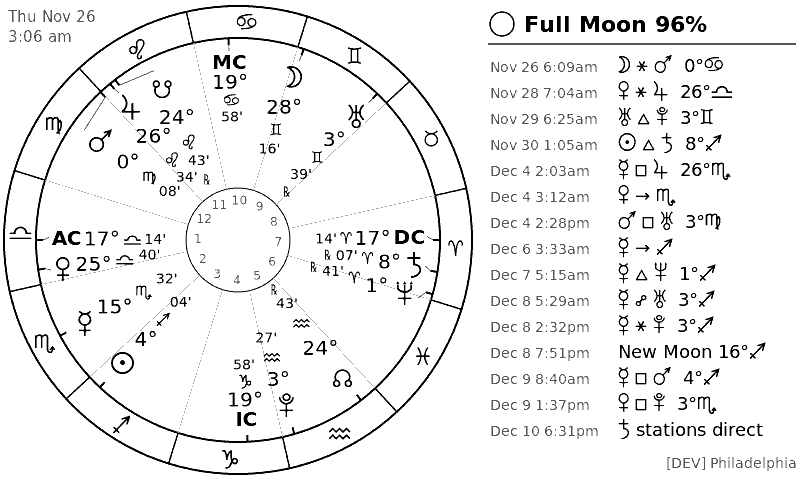 Thu Nov 26
3:06 am
♋
♌
♊
MC
19°
♋
58'
☽
28°
♊
16'
☋
24°
♌
43'
♃
26°
♌
34' ℞
♂
0°
♍
08'
♅
3°
♊
39'
℞
♍
♉
11 10 9
12 8
1 7
2 6
3 4 5
♎
AC 17° ♎ 14'
♀ 25° ♎ 40'
14' ♈ 17° DC
℞ 07' ♈ 8° ♄
℞ 41' ♈ 1° ♆
♈
☿ 15° ♏ 32'
☉ 4° ♐ 04'
♏
♓
℞
43'
♒
24°
☊
27'
♒
3°
♇
58'
♑
19°
IC
♐
♑
♒
○ Full Moon 96%
Nov 26 6:09am ☽ ⚹ ♂ 0°♋
Nov 28 7:04am ♀ ⚹ ♃ 26°♎
Nov 29 6:25am ♅ △ ♇ 3°♊
Nov 30 1:05am ☉ △ ♄ 8°♐
Dec 4 2:03am ☿ □ ♃ 26°♏
Dec 4 3:12am ♀ → ♏
Dec 4 2:28pm ♂ □ ♅ 3°♍
Dec 6 3:33am ☿ → ♐
Dec 7 5:15am ☿ △ ♆ 1°♐
Dec 8 5:29am ☿ ☍ ♅ 3°♐
Dec 8 2:32pm ☿ ⚹ ♇ 3°♐
Dec 8 7:51pm New Moon 16°♐
Dec 9 8:40am ☿ □ ♂ 4°♐
Dec 9 1:37pm ♀ □ ♇ 3°♏
Dec 10 6:31pm ♄ stations direct
[DEV] Philadelphia